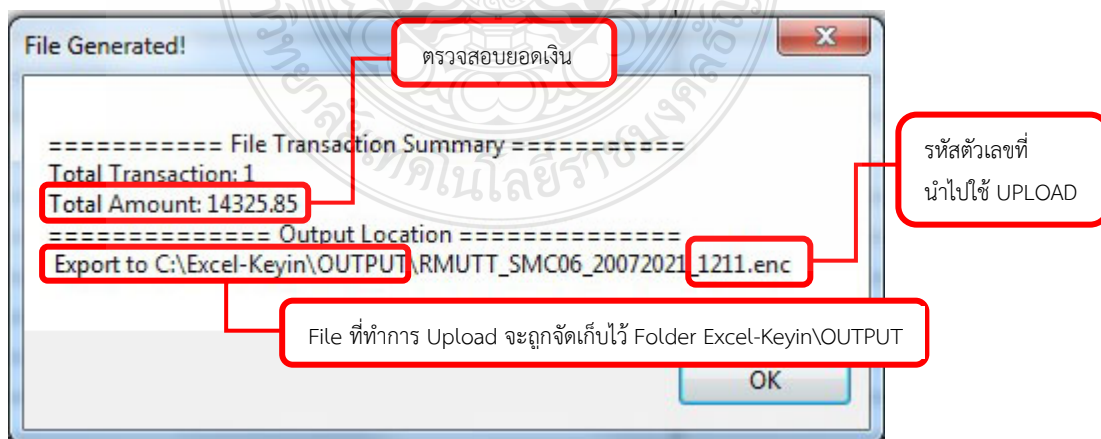 File Generated!
ตรวจสอบยอดเงิน
=========== File Transaction Summary ===========
Total Transaction: 1
Total Amount: 14325.85
============== Output Location ==============
Export to C:\Excel-Keyin\OUTPUT\RMUTT_SMC06_20072021_1211.enc
รหัสตัวเลขที่
นำไปใช้ UPLOAD
File ที่ทำการ Upload จะถูกจัดเก็บไว้ Folder Excel-Keyin\OUTPUT
OK